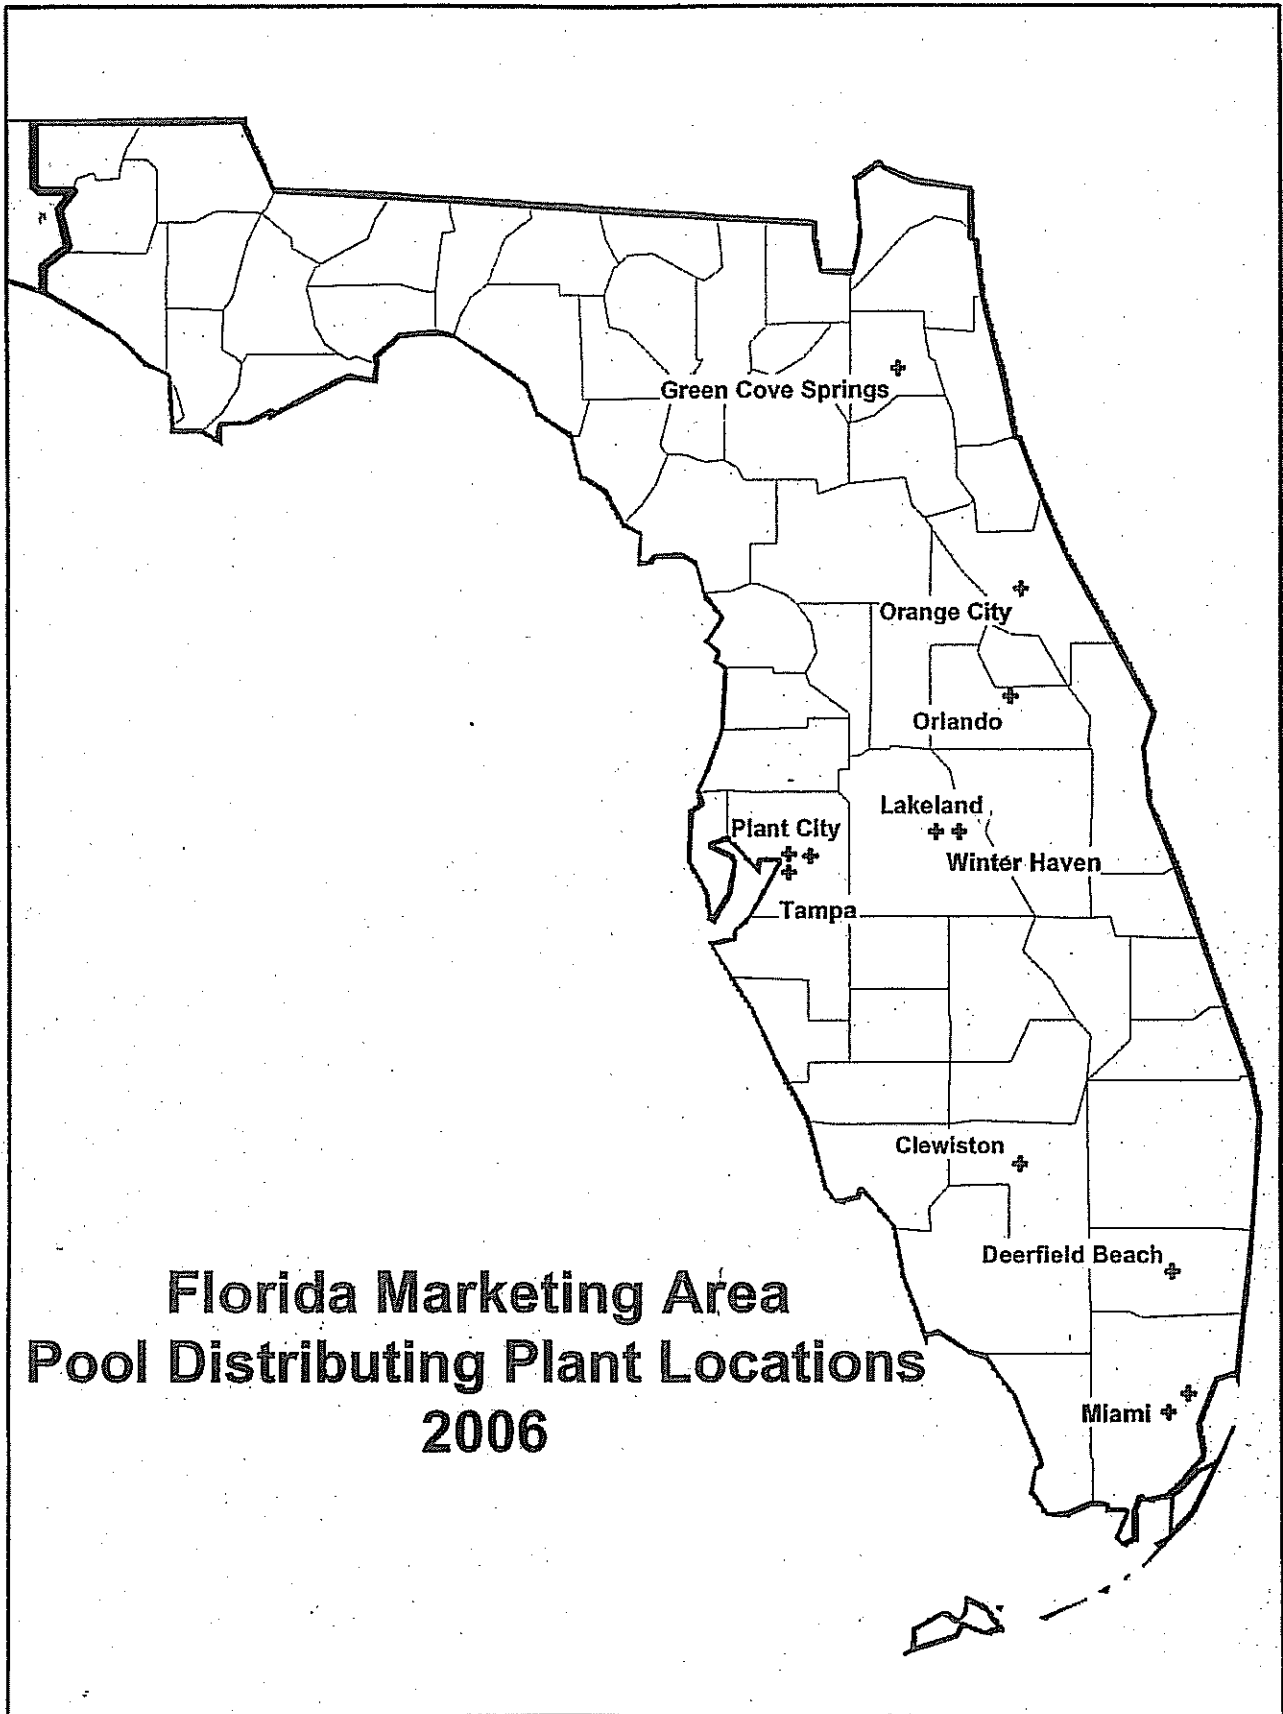 Green Cove Springs
Orange City
Orlando
Lakeland
Plant City
Winter Haven
Tampa
Clewiston
Deerfield Beach
Florida Marketing Area
Pool Distributing Plant Locations
2006
Miami